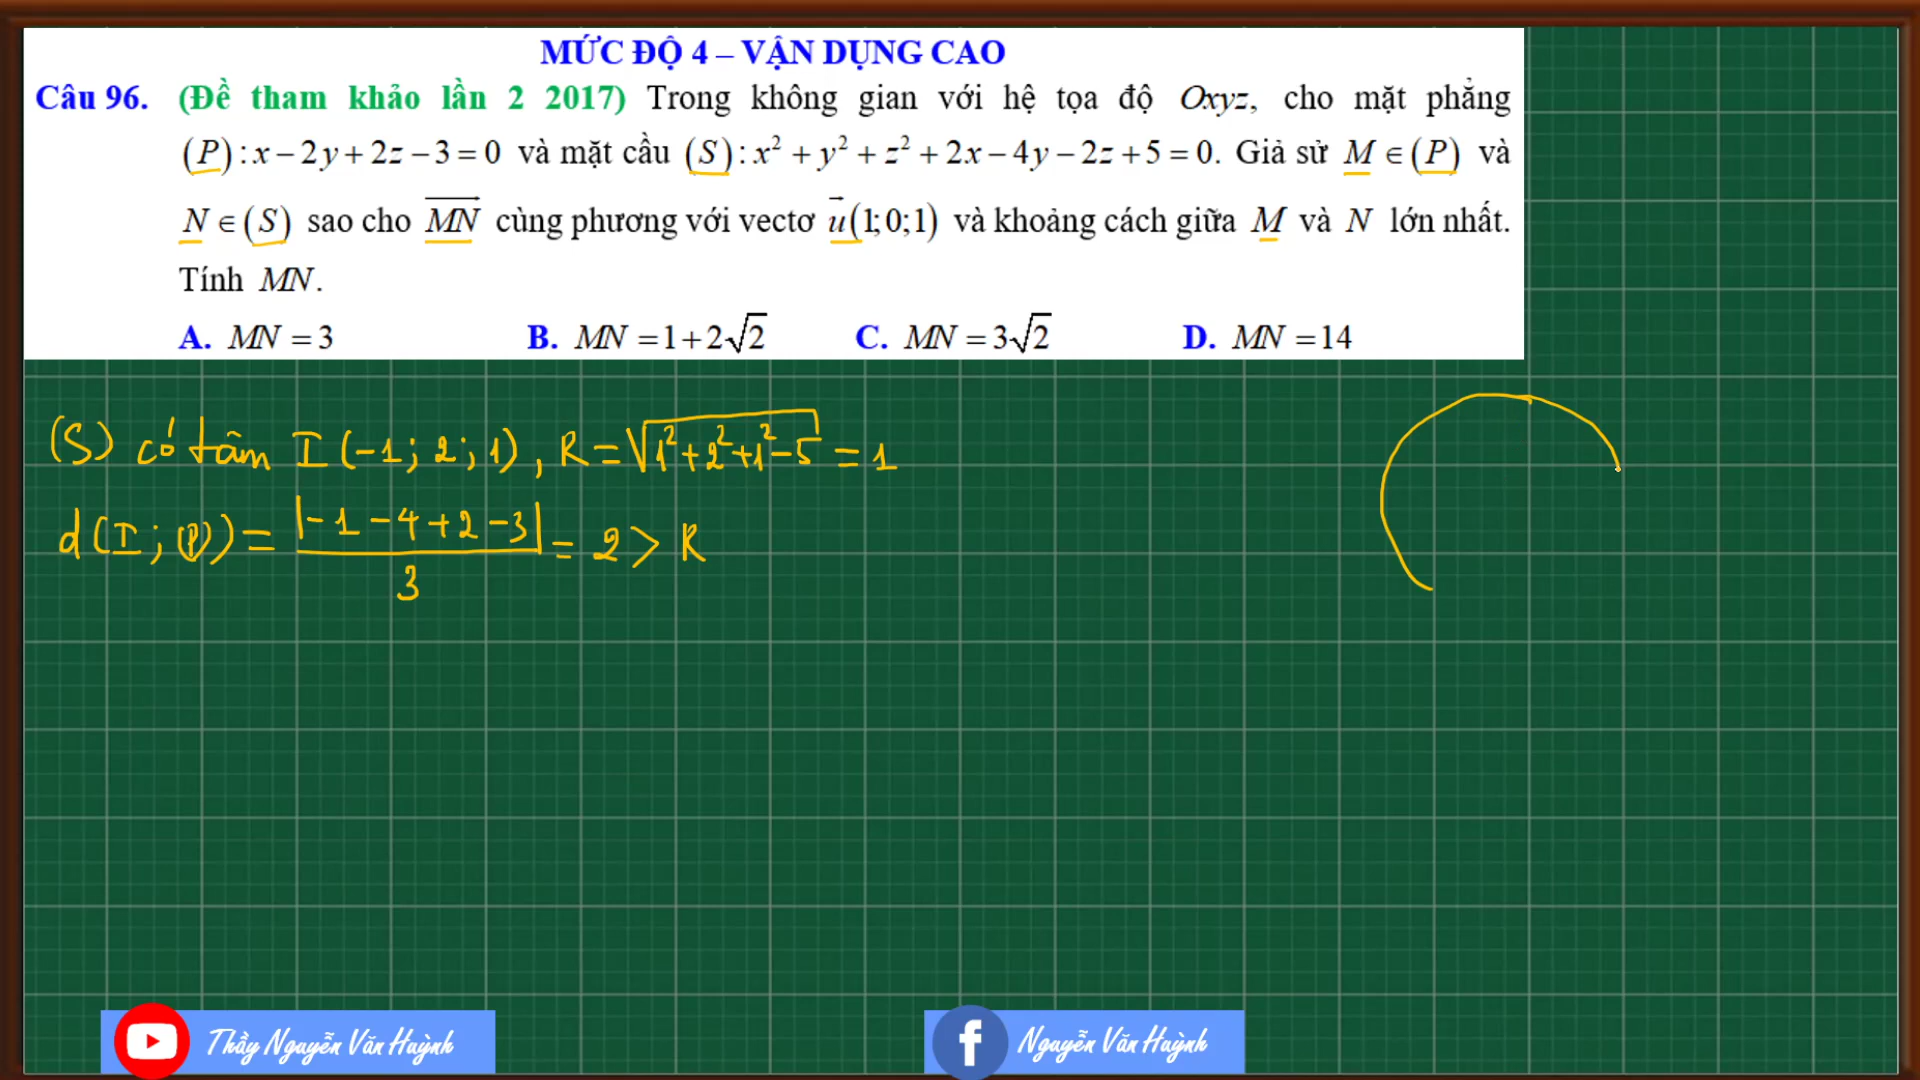 MỨC ĐỘ 4 – VẬN DỤNG CAO
Câu 96. (Đề tham khảo lần 2 2017) Trong không gian với hệ tọa độ Oxyz, cho mặt phẳng
(P): x − 2y + 2z − 3 = 0 và mặt cầu (S): x² + y² + z² + 2x − 4y − 2z + 5 = 0. Giả sử M ∈ (P) và
N ∈ (S) sao cho \overrightarrow{MN} cùng phương với vectơ \vec{u}(1;0;1) và khoảng cách giữa M và N lớn nhất.
Tính MN.
A. MN = 3 B. MN = 1 + 2√2 C. MN = 3√2 D. MN = 14
(S) có tâm I (−1; 2; 1), R = √(1² + 2² + 1² − 5) = 1
d(I; (P)) = |−1 − 4 + 2 − 3| / 3 = 2 > R
Thầy Nguyễn Văn Huỳnh
Nguyễn Văn Huỳnh